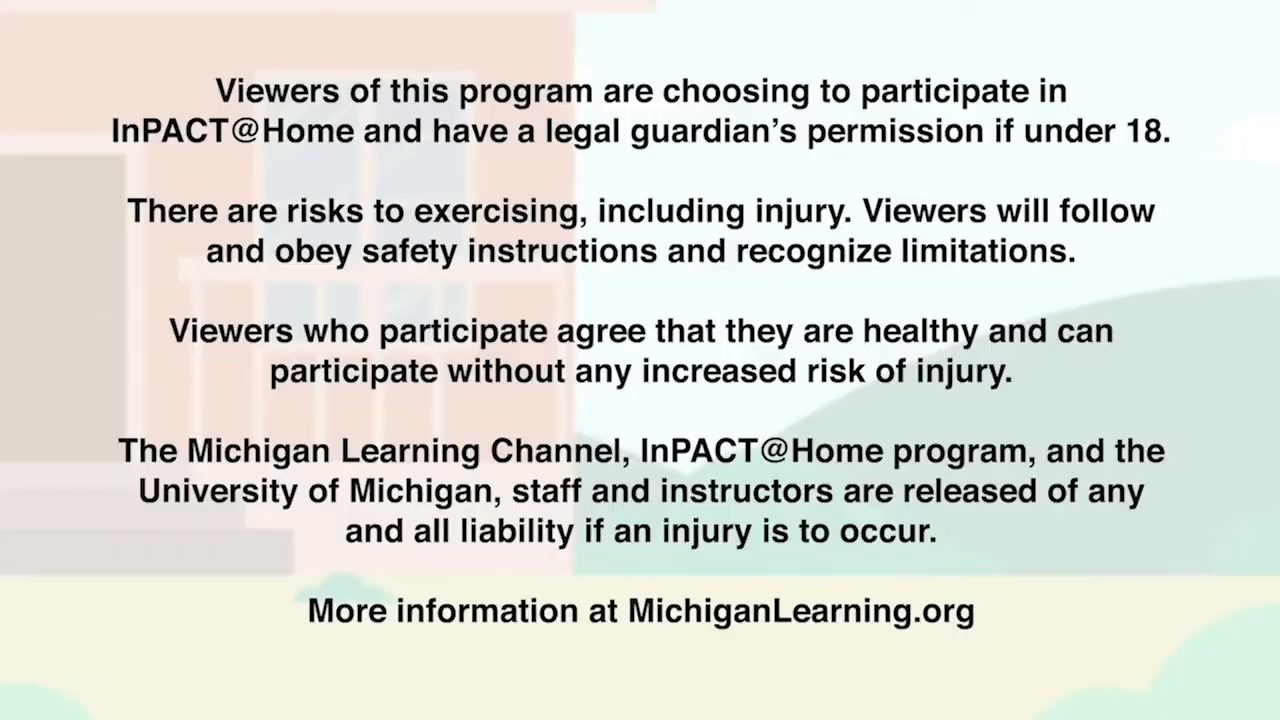 Viewers of this program are choosing to participate in
InPACT@Home and have a legal guardian’s permission if under 18.
There are risks to exercising, including injury. Viewers will follow
and obey safety instructions and recognize limitations.
Viewers who participate agree that they are healthy and can
participate without any increased risk of injury.
The Michigan Learning Channel, InPACT@Home program, and the
University of Michigan, staff and instructors are released of any
and all liability if an injury is to occur.
More information at MichiganLearning.org